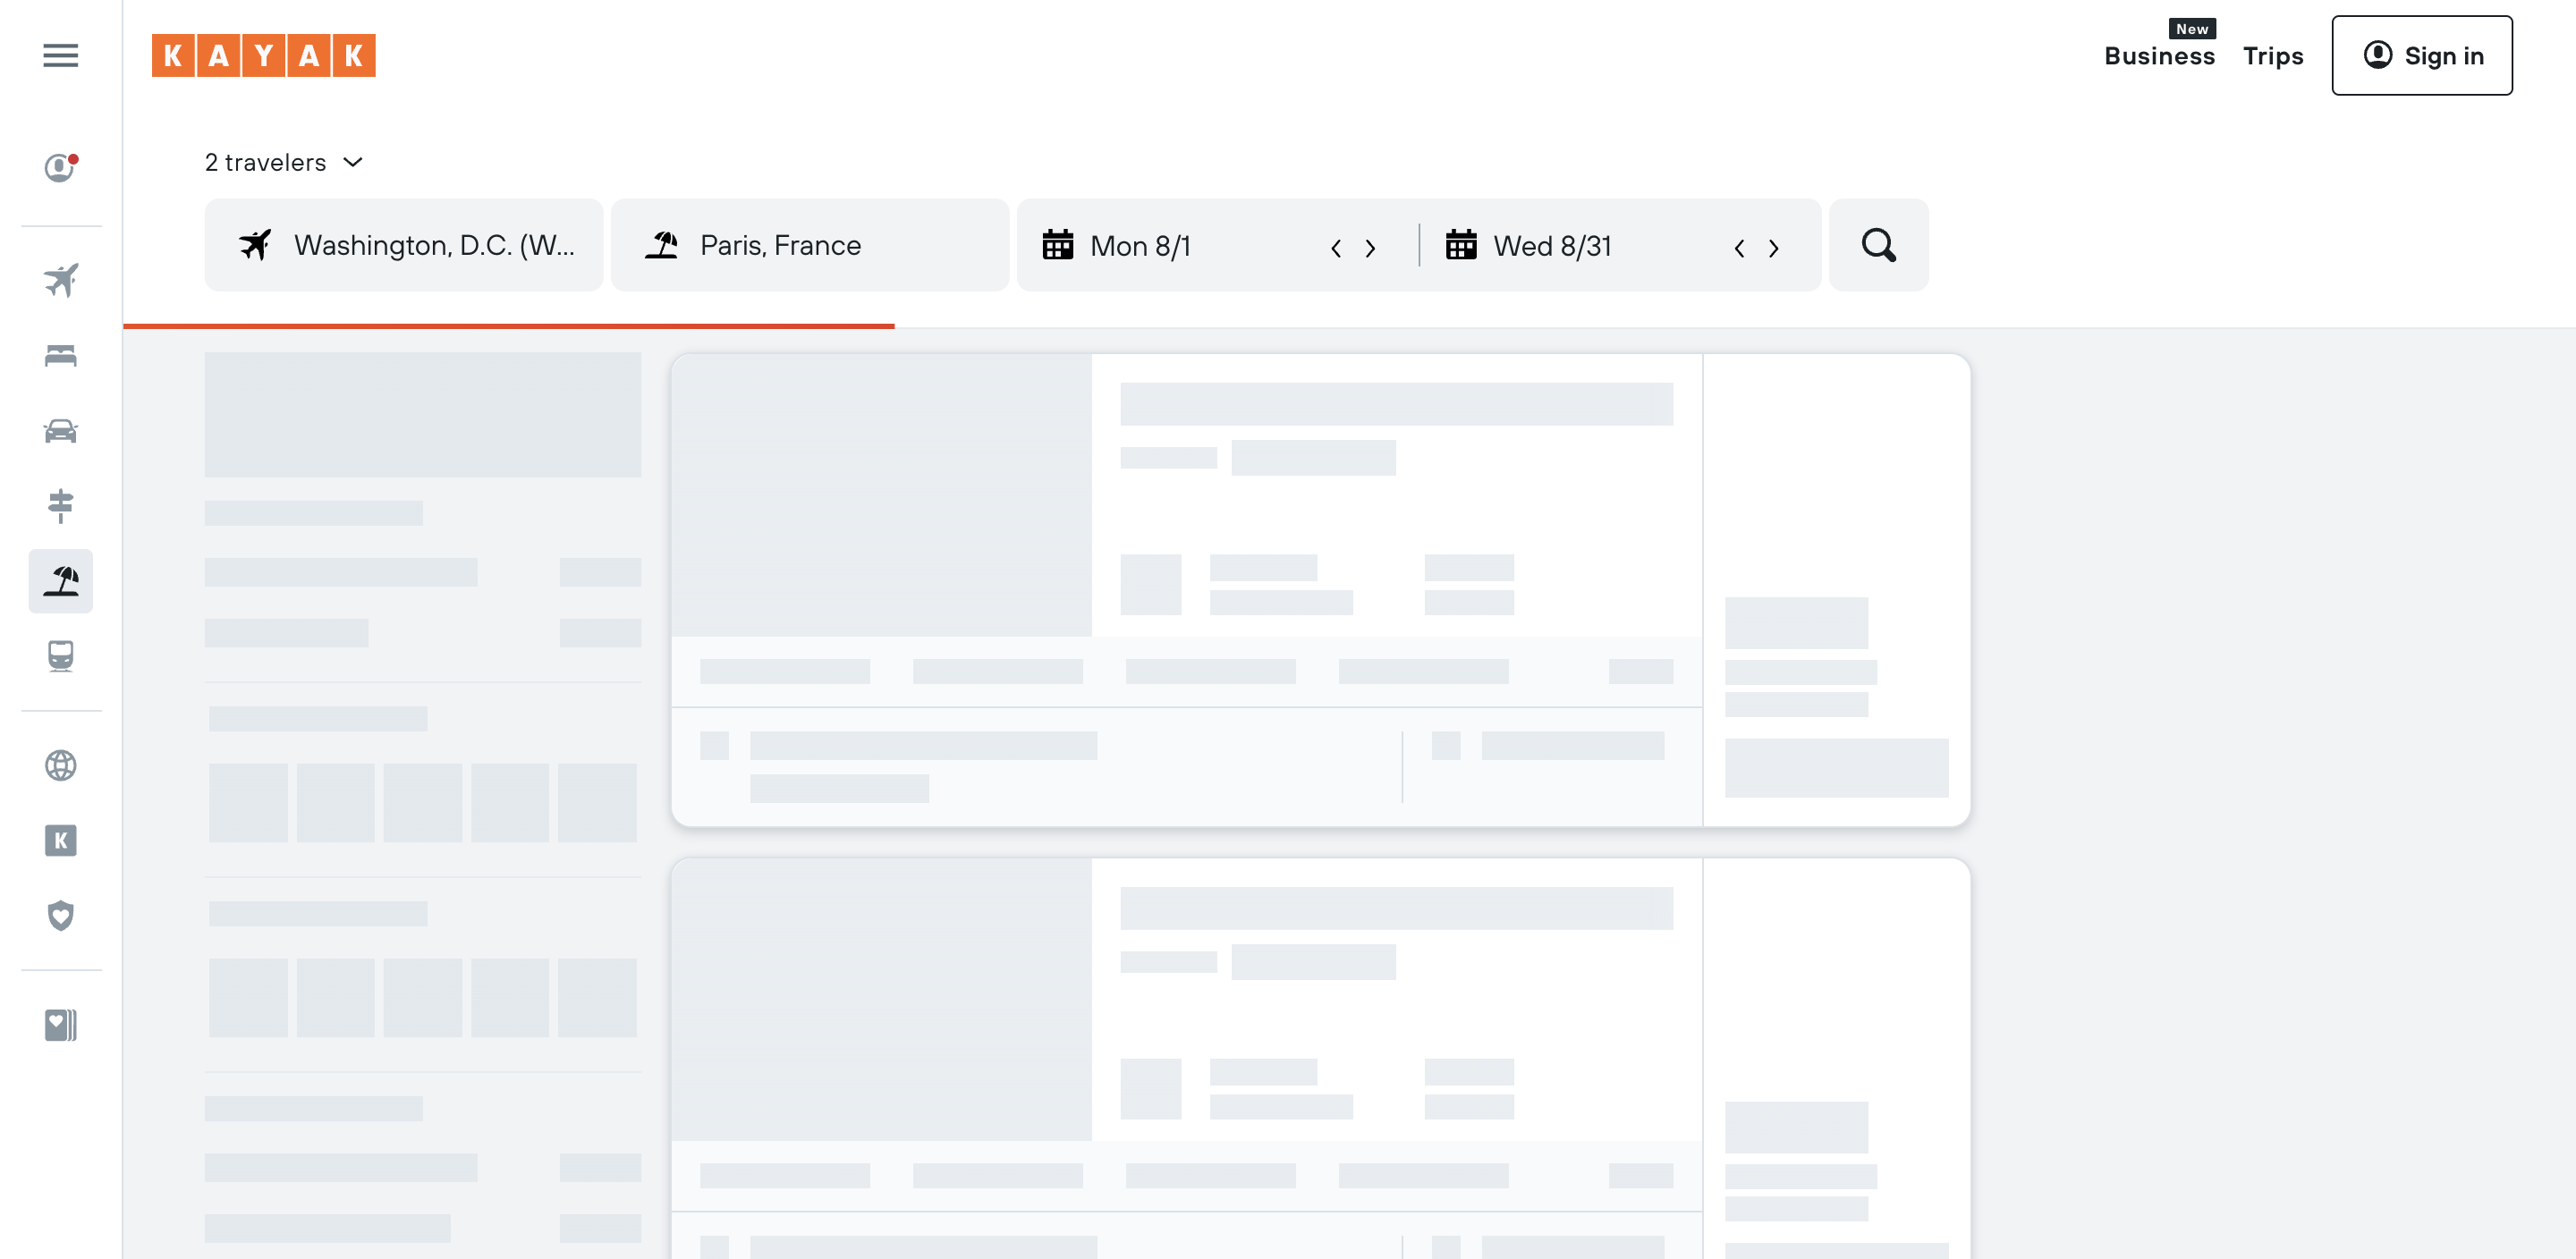 KAYAK
New
Business
Trips
Sign in
2 travelers
Washington, D.C. (W...
Paris, France
Mon 8/1
Wed 8/31
K